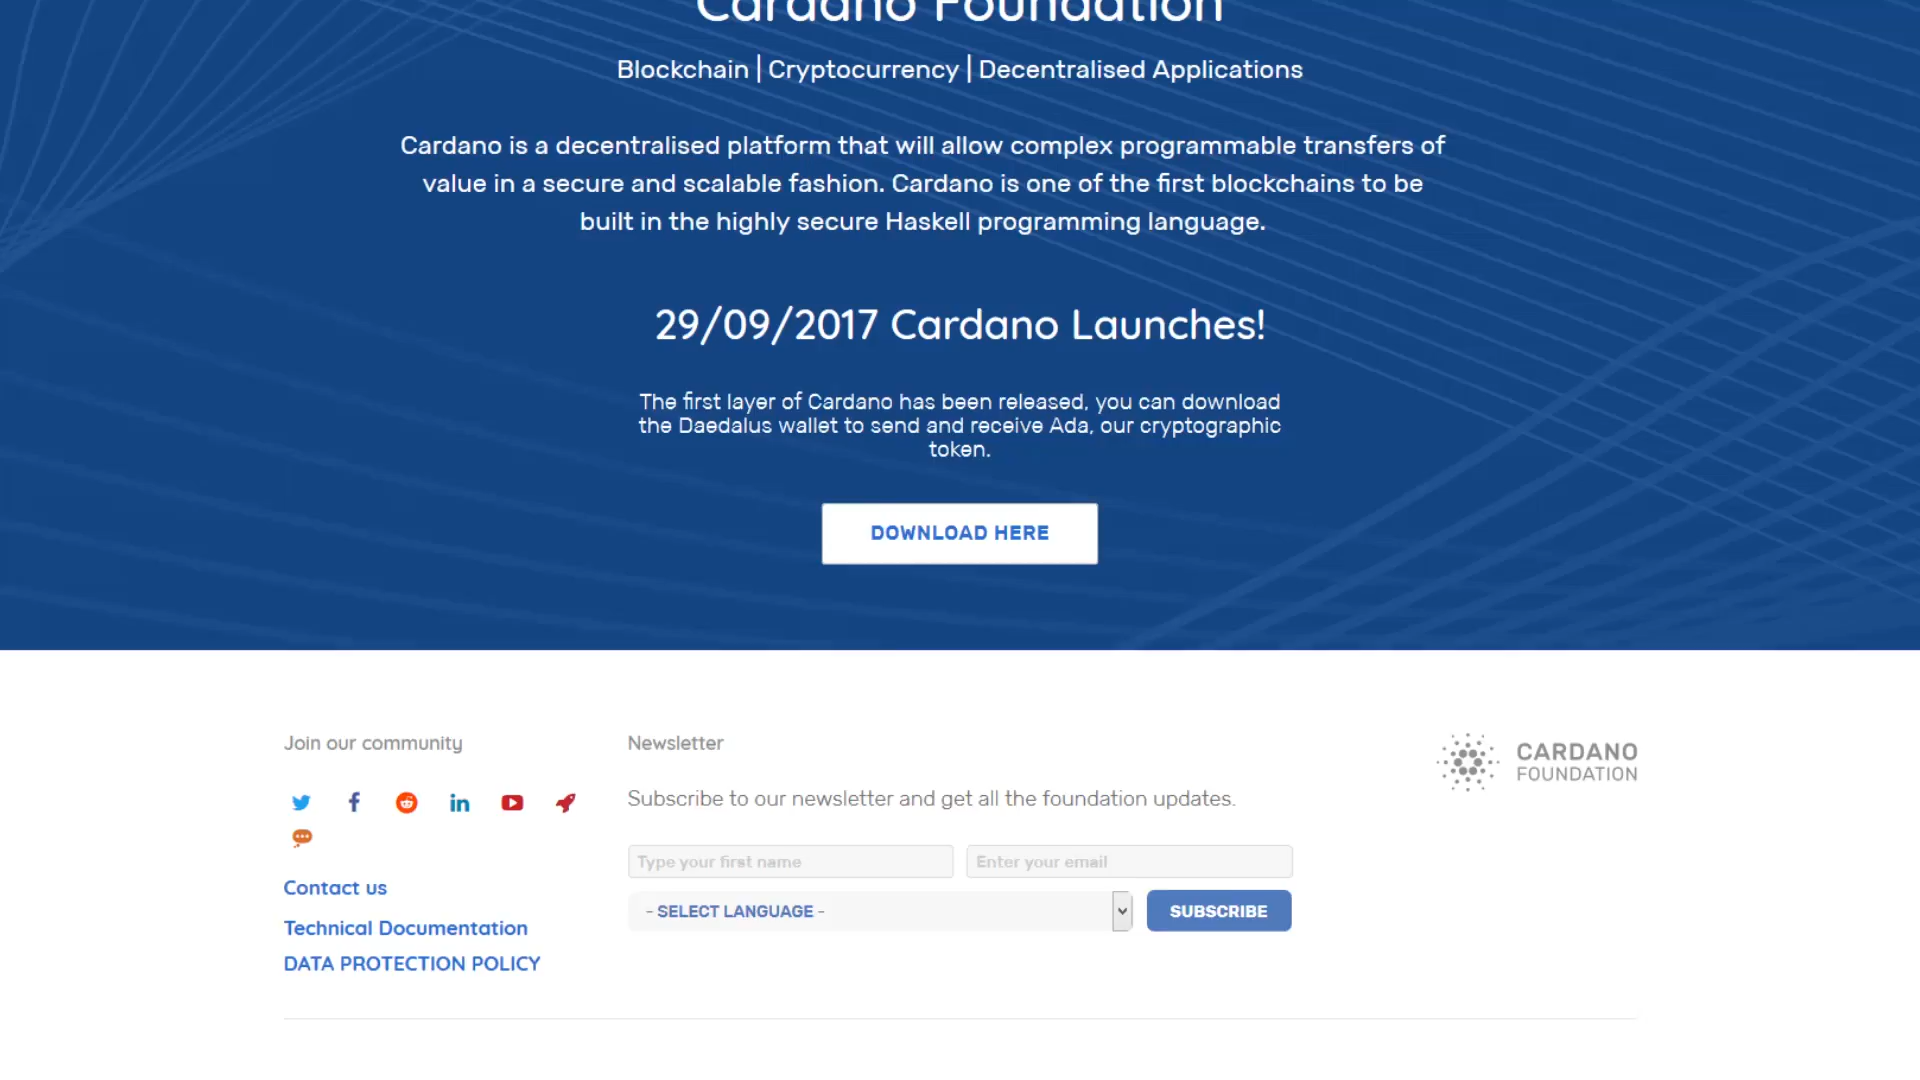 Cardano Foundation
Blockchain | Cryptocurrency | Decentralised Applications
Cardano is a decentralised platform that will allow complex programmable transfers of
value in a secure and scalable fashion. Cardano is one of the first blockchains to be
built in the highly secure Haskell programming language.
29/09/2017 Cardano Launches!
The first layer of Cardano has been released, you can download
the Daedalus wallet to send and receive Ada, our cryptographic
token.
DOWNLOAD HERE
Join our community
Contact us
Technical Documentation
DATA PROTECTION POLICY
Newsletter
Subscribe to our newsletter and get all the foundation updates.
Type your first name
Enter your email
- SELECT LANGUAGE -
SUBSCRIBE
CARDANO
FOUNDATION